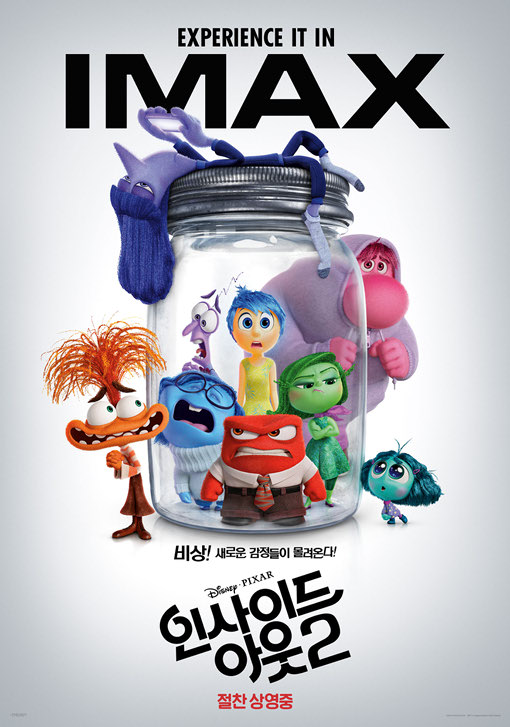 EXPERIENCE IT IN
IMAX
비상! 새로운 감정들이 몰려온다!
DISNEY · PIXAR
인사이드
아웃2
절찬 상영중